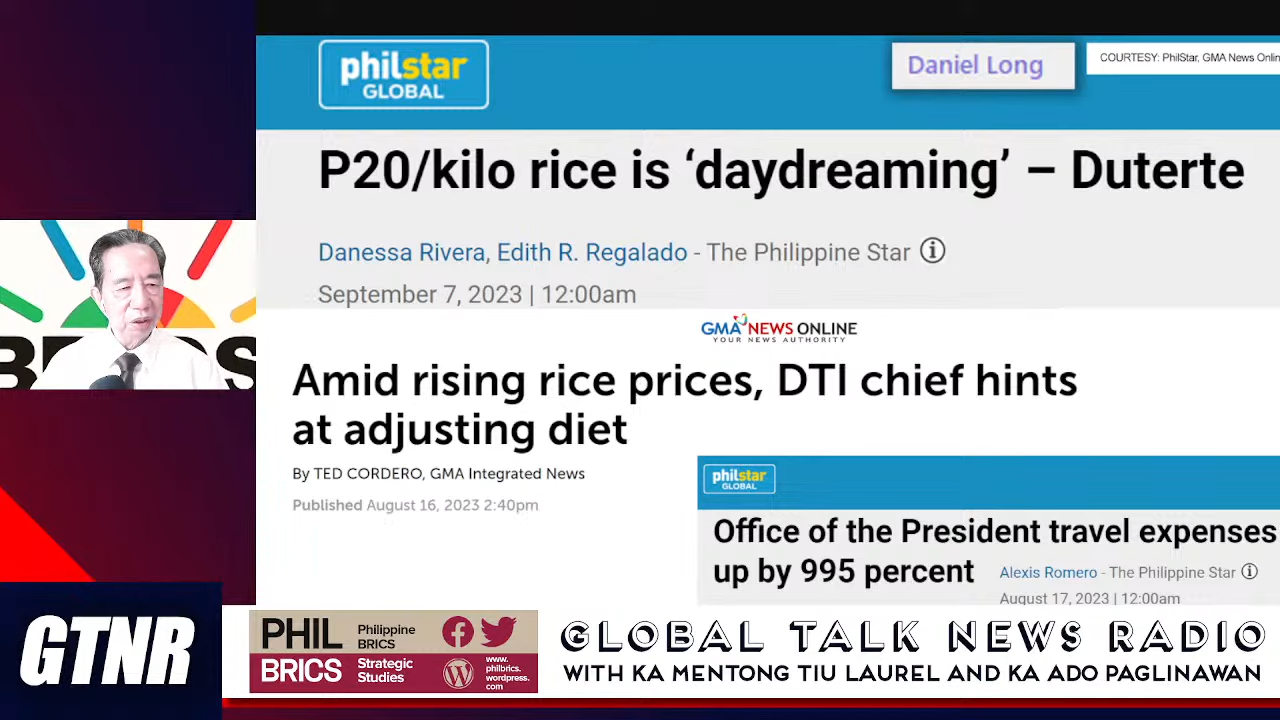 philstar
GLOBAL
Daniel Long
COURTESY: PhilStar, GMA News Onlin
P20/kilo rice is ‘daydreaming’ – Duterte
Danessa Rivera, Edith R. Regalado - The Philippine Star
September 7, 2023 | 12:00am
GMA NEWS ONLINE
YOUR NEWS AUTHORITY
Amid rising rice prices, DTI chief hints
at adjusting diet
By TED CORDERO, GMA Integrated News
Published August 16, 2023 2:40pm
philstar
GLOBAL
Office of the President travel expenses
up by 995 percent
Alexis Romero - The Philippine Star
August 17, 2023 | 12:00am
GTNR
PHIL
BRICS
Philippine
BRICS
Strategic
Studies
www.
philbrics.
wordpress.
com
GLOBAL TALK NEWS RADIO
WITH KA MENTONG TIU LAUREL AND KA ADO PAGLINAWAN